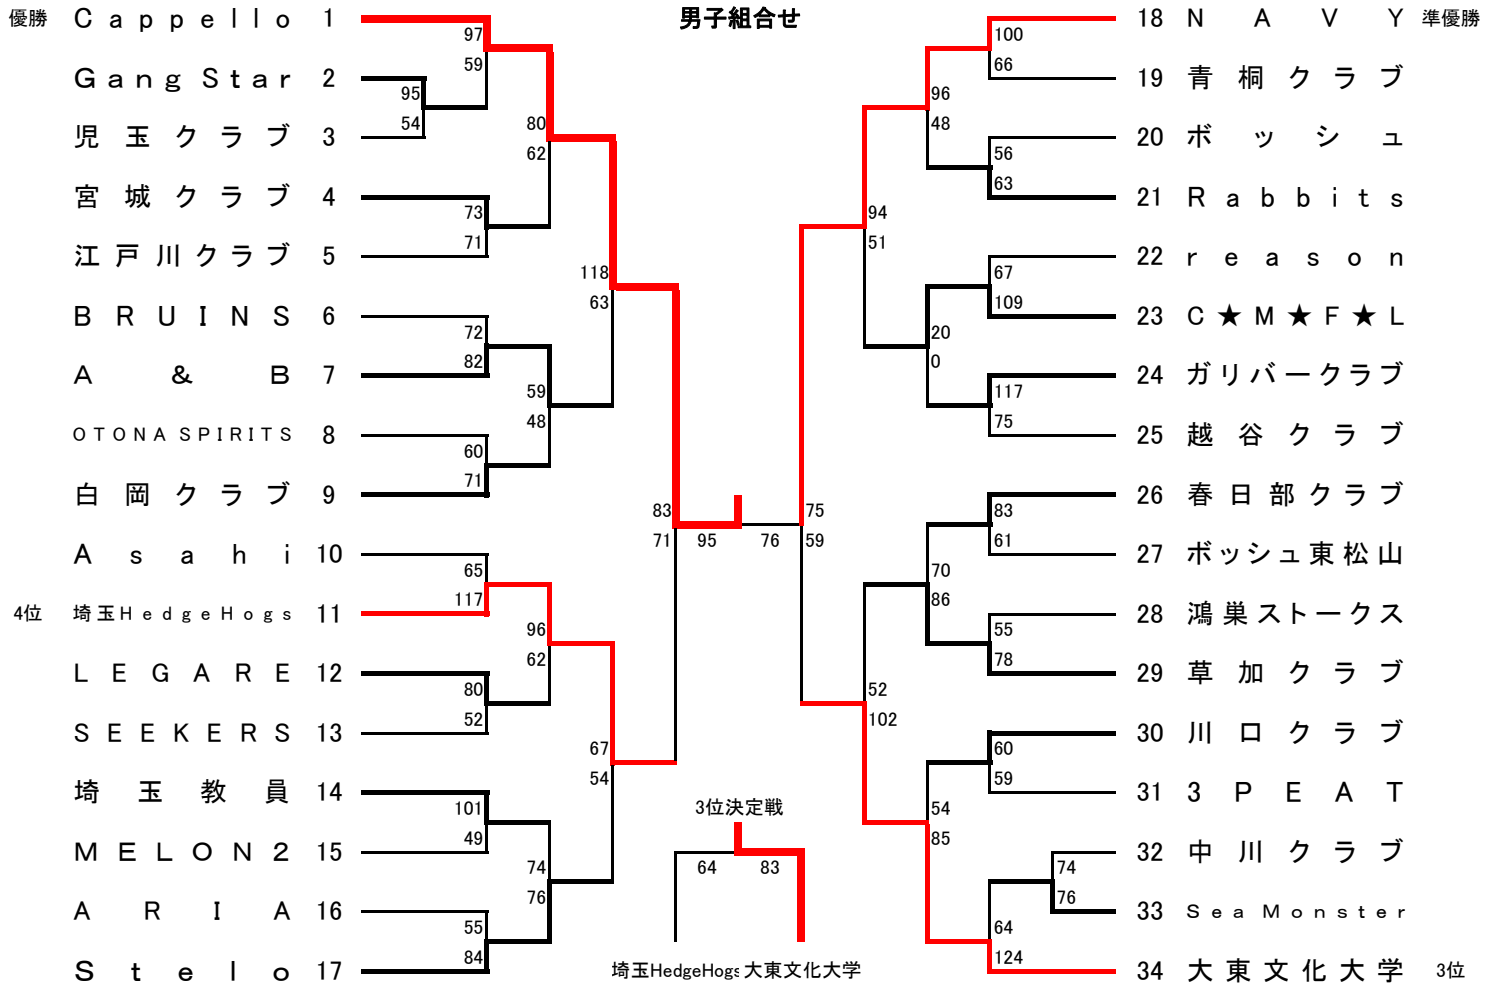 男子組合せ
優勝 Cappello 1
97
59
Gang Star 2
95
54
児玉クラブ 3
80
62
宮城クラブ 4
73
71
江戸川クラブ 5
118
63
BRUINS 6
72
82
A & B 7
59
48
OTONA SPIRITS 8
60
71
白岡クラブ 9
83
71
Asahi 10
65
117
4位 埼玉HedgeHogs 11
96
62
LEGARE 12
80
52
SEEKERS 13
67
54
埼玉教員 14
101
49
MELON2 15
74
76
ARIA 16
55
84
Stelo 17
95 76
18 NAVY 準優勝
100
66
19 青桐クラブ
96
48
20 ボッシュ
56
63
21 Rabbits
94
51
22 reason
67
109
23 C★M★F★L
20
0
24 ガリバークラブ
117
75
25 越谷クラブ
75
59
26 春日部クラブ
83
61
27 ボッシュ東松山
70
86
28 鴻巣ストークス
55
78
29 草加クラブ
52
102
30 川口クラブ
60
59
31 3PEAT
54
85
32 中川クラブ
74
76
33 Sea Monster
64
124
34 大東文化大学 3位
3位決定戦
64 83
埼玉HedgeHogs 大東文化大学